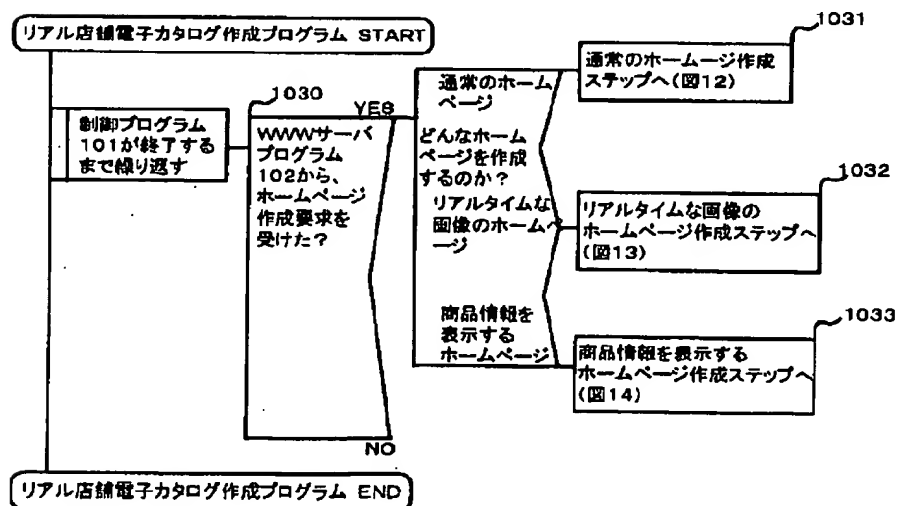 リアル店舗電子カタログ作成プログラム START
制御プログラム
101が終了する
まで繰り返す
1030
YES
WWWサーバ
プログラム
102から、
ホームページ
作成要求を
受けた?
NO
通常のホーム
ページ
どんなホーム
ページを作成
するのか?
リアルタイムな
画像のホームペ
ージ
商品情報を
表示する
ホームページ
1031
通常のホームージ作成
ステップへ(図12)
1032
リアルタイムな画像の
ホームページ作成ステップへ
(図13)
1033
商品情報を表示する
ホームページ作成ステップへ
(図14)
リアル店舗電子カタログ作成プログラム END